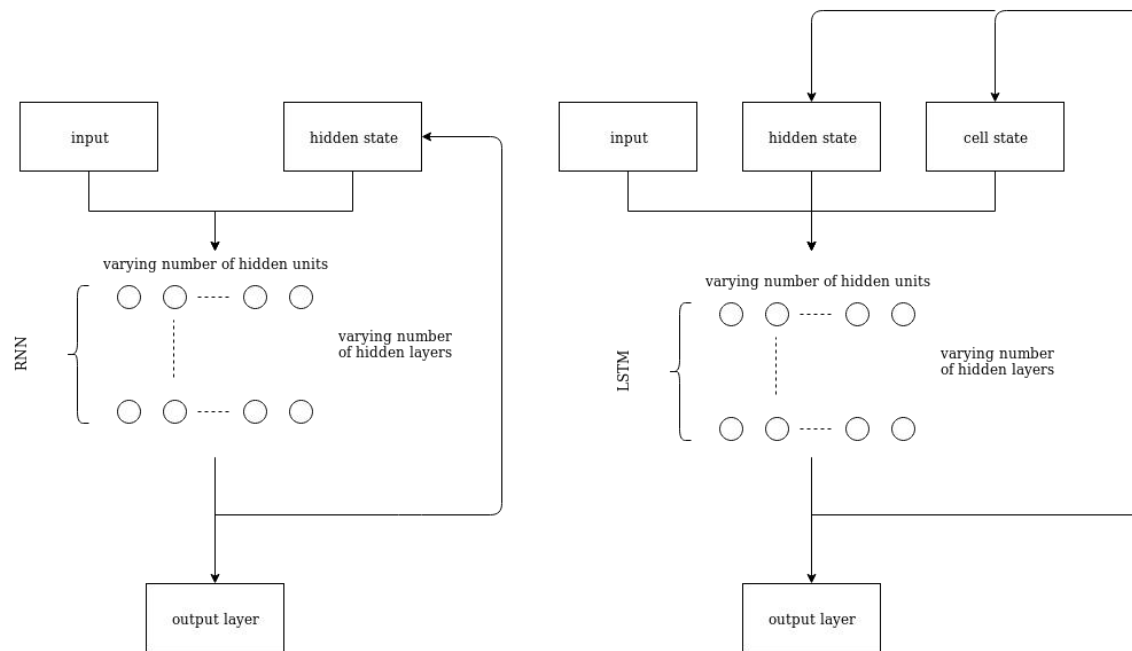 input
hidden state
varying number of hidden units
RNN
varying number
of hidden layers
output layer
input
hidden state
cell state
varying number of hidden units
LSTM
varying number
of hidden layers
output layer